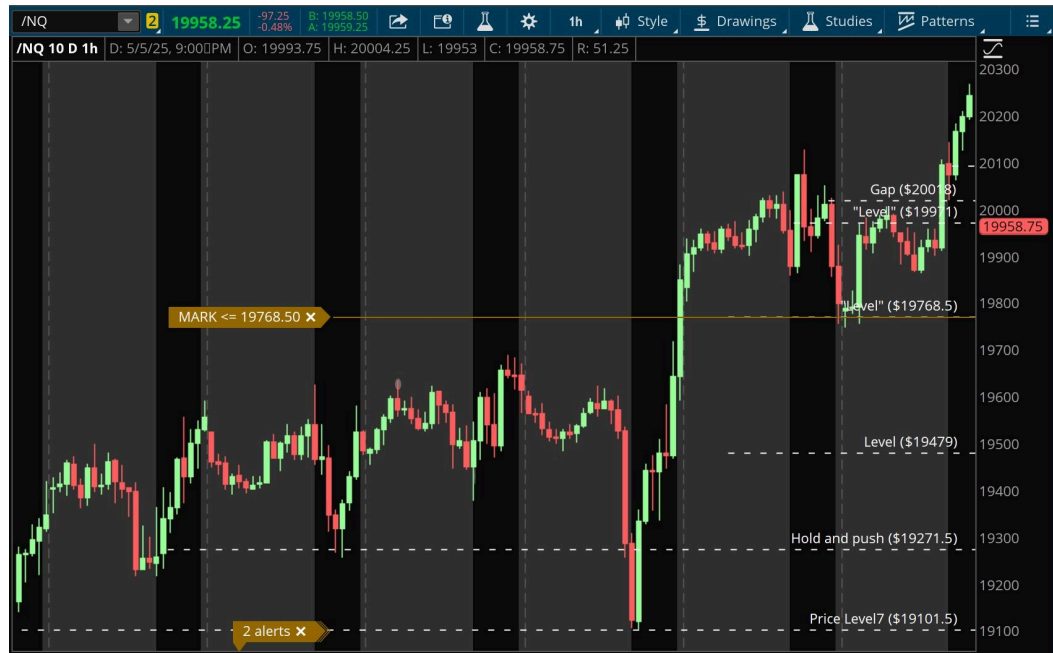 /NQ 2 19958.25 -97.25 B: 19958.50 1h Style Drawings Studies Patterns
-0.48% A: 19959.25
/NQ 10 D 1h D: 5/5/25, 9:00▯PM O: 19993.75 H: 20004.25 L: 19953 C: 19958.75 R: 51.25
20300
20200
20100
Gap ($20018)
20000
"Level" ($19971)
19958.75
19900
"Level" ($19768.5)
19800
MARK <= 19768.50 ×
19700
19600
19500
Level ($19479)
19400
19300
Hold and push ($19271.5)
19200
Price Level7 ($19101.5)
19100
2 alerts ×